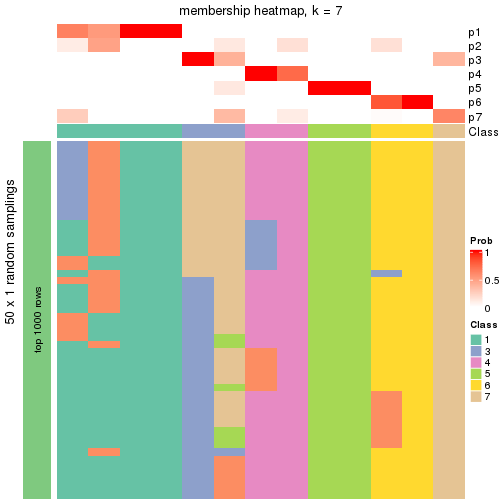 membership heatmap, k = 7
p1
p2
p3
p4
p5
p6
p7
Class
50 x 1 random samplings
top 1000 rows
Prob
1
0.5
0
Class
1
3
4
5
6
7